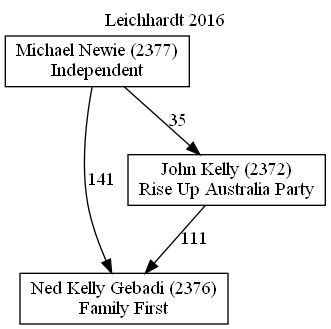 Leichhardt 2016
Michael Newie (2377)
Independent
35
John Kelly (2372)
Rise Up Australia Party
141
111
Ned Kelly Gebadi (2376)
Family First